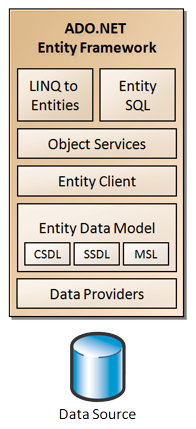 ADO.NET
Entity Framework
LINQ to
Entities
Entity
SQL
Object Services
Entity Client
Entity Data Model
CSDL
SSDL
MSL
Data Providers
Data Source